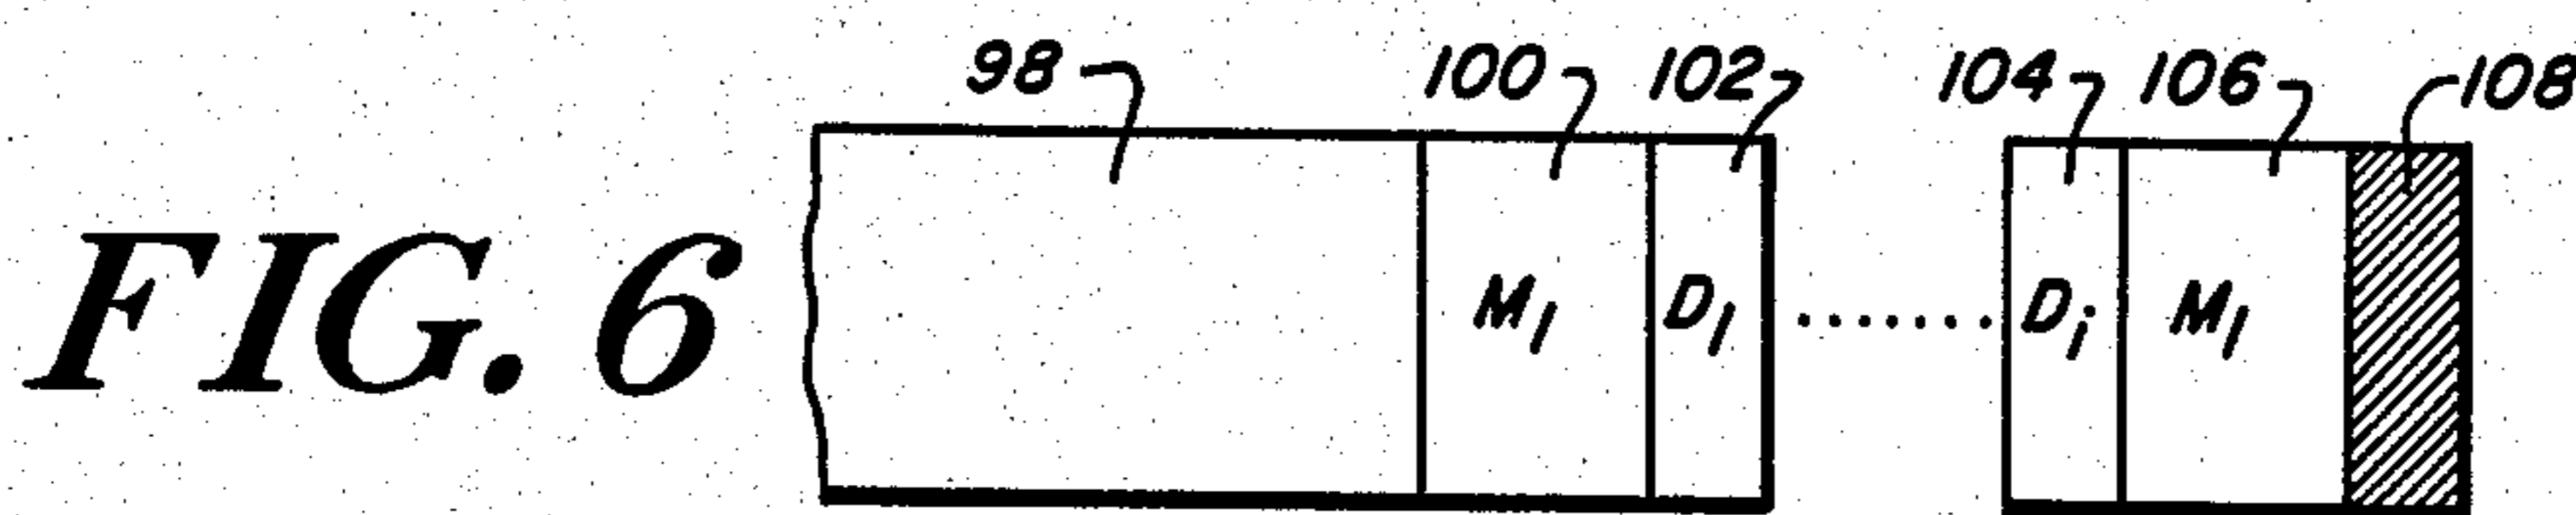 98 100 102 104 106 108
FIG. 6 M1 D1 ....... Di M1